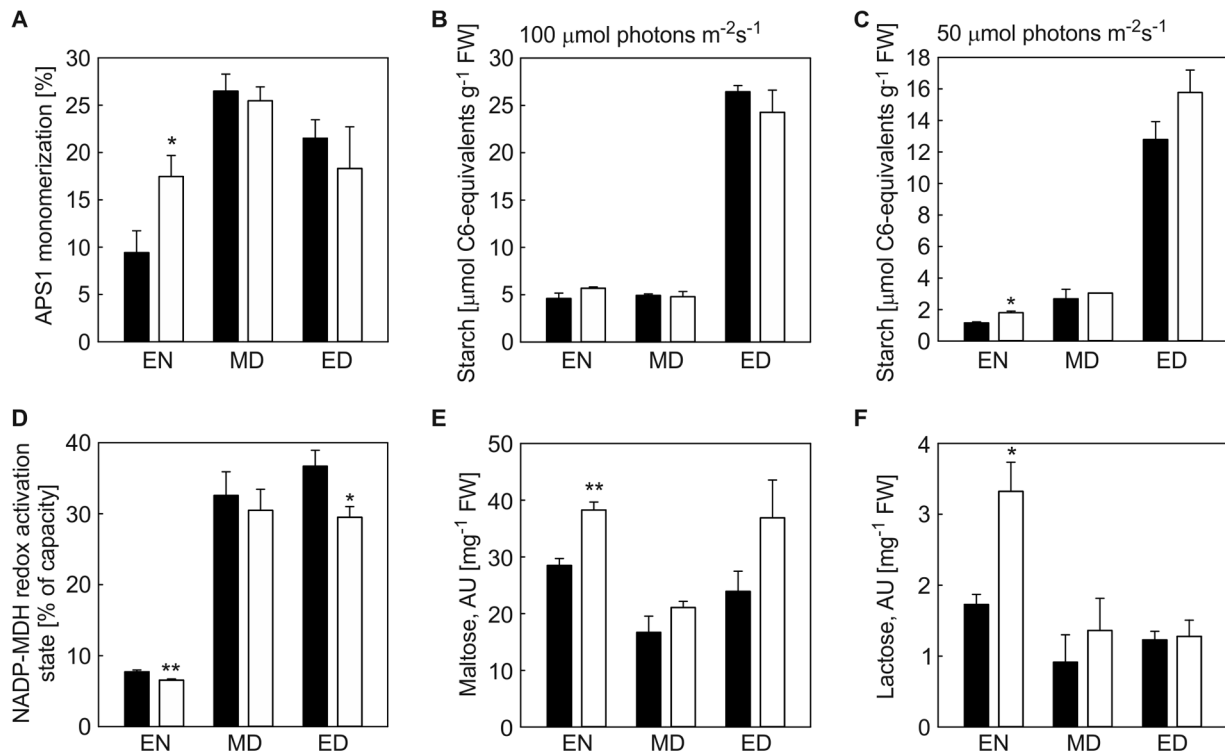 A
APS1 monomerization [%]
30
25
20
15
10
5
0
*
EN MD ED
B
100 μmol photons m⁻²s⁻¹
Starch [μmol C6-equivalents g⁻¹ FW]
30
25
20
15
10
5
0
EN MD ED
C
50 μmol photons m⁻²s⁻¹
Starch [μmol C6-equivalents g⁻¹ FW]
18
16
14
12
10
8
6
4
2
0
*
EN MD ED
D
NADP-MDH redox activation
state [% of capacity]
40
30
20
10
0
**
*
EN MD ED
E
Maltose, AU [mg⁻¹ FW]
50
40
30
20
10
0
**
EN MD ED
F
Lactose, AU [mg⁻¹ FW]
4
3
2
1
0
*
EN MD ED